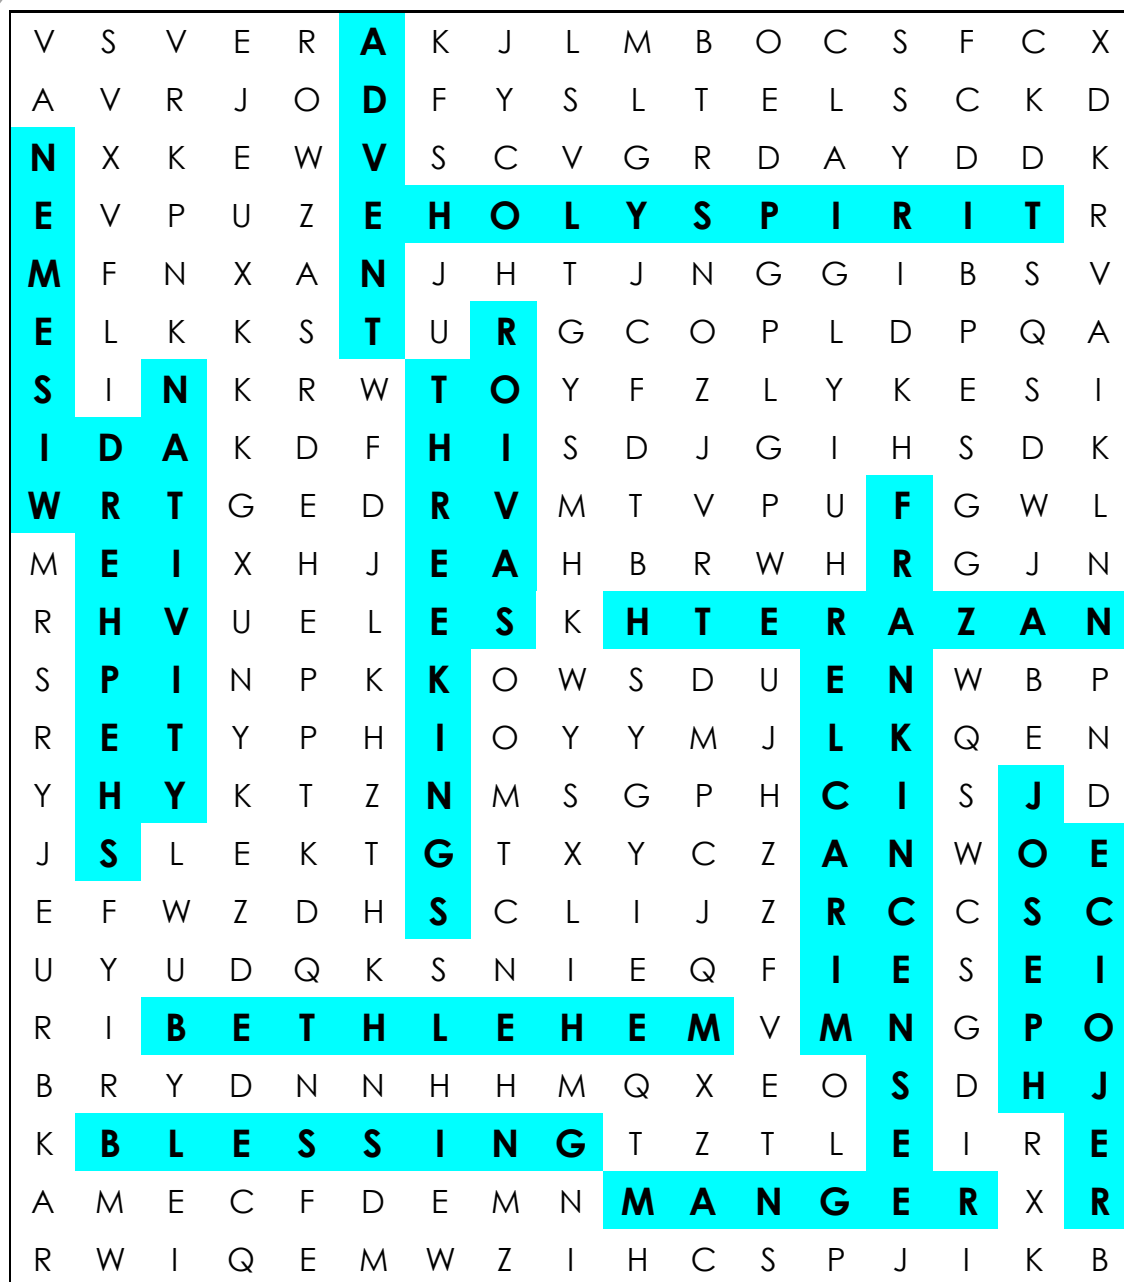 V S V E R A K J L M B O C S F C X
A V R J O D F Y S L T E L S C K D
N X K E W V S C V G R D A Y D D K
E V P U Z E H O L Y S P I R I T R
M F N X A N J H T J N G G I B S V
E L K K S T U R G C O P L D P Q A
S I N K R W T O Y F Z L Y K E S I
I D A K D F H I S D J G I H S D K
W R T G E D R V M T V P U F G W L
M E I X H J E A H B R W H R G J N
R H V U E L E S K H T E R A Z A N
S P I N P K K O W S D U E N W B P
R E T Y P H I O Y Y M J L K Q E N
Y H Y K T Z N M S G P H C I S J D
J S L E K T G T X Y C Z A N W O E
E F W Z D H S C L I J Z R C C S C
U Y U D Q K S N I E Q F I E S E I
R I B E T H L E H E M V M N G P O
B R Y D N N H H M Q X E O S D H J
K B L E S S I N G T Z T L E I R E
A M E C F D E M N M A N G E R X R
R W I Q E M W Z I H C S P J I K B